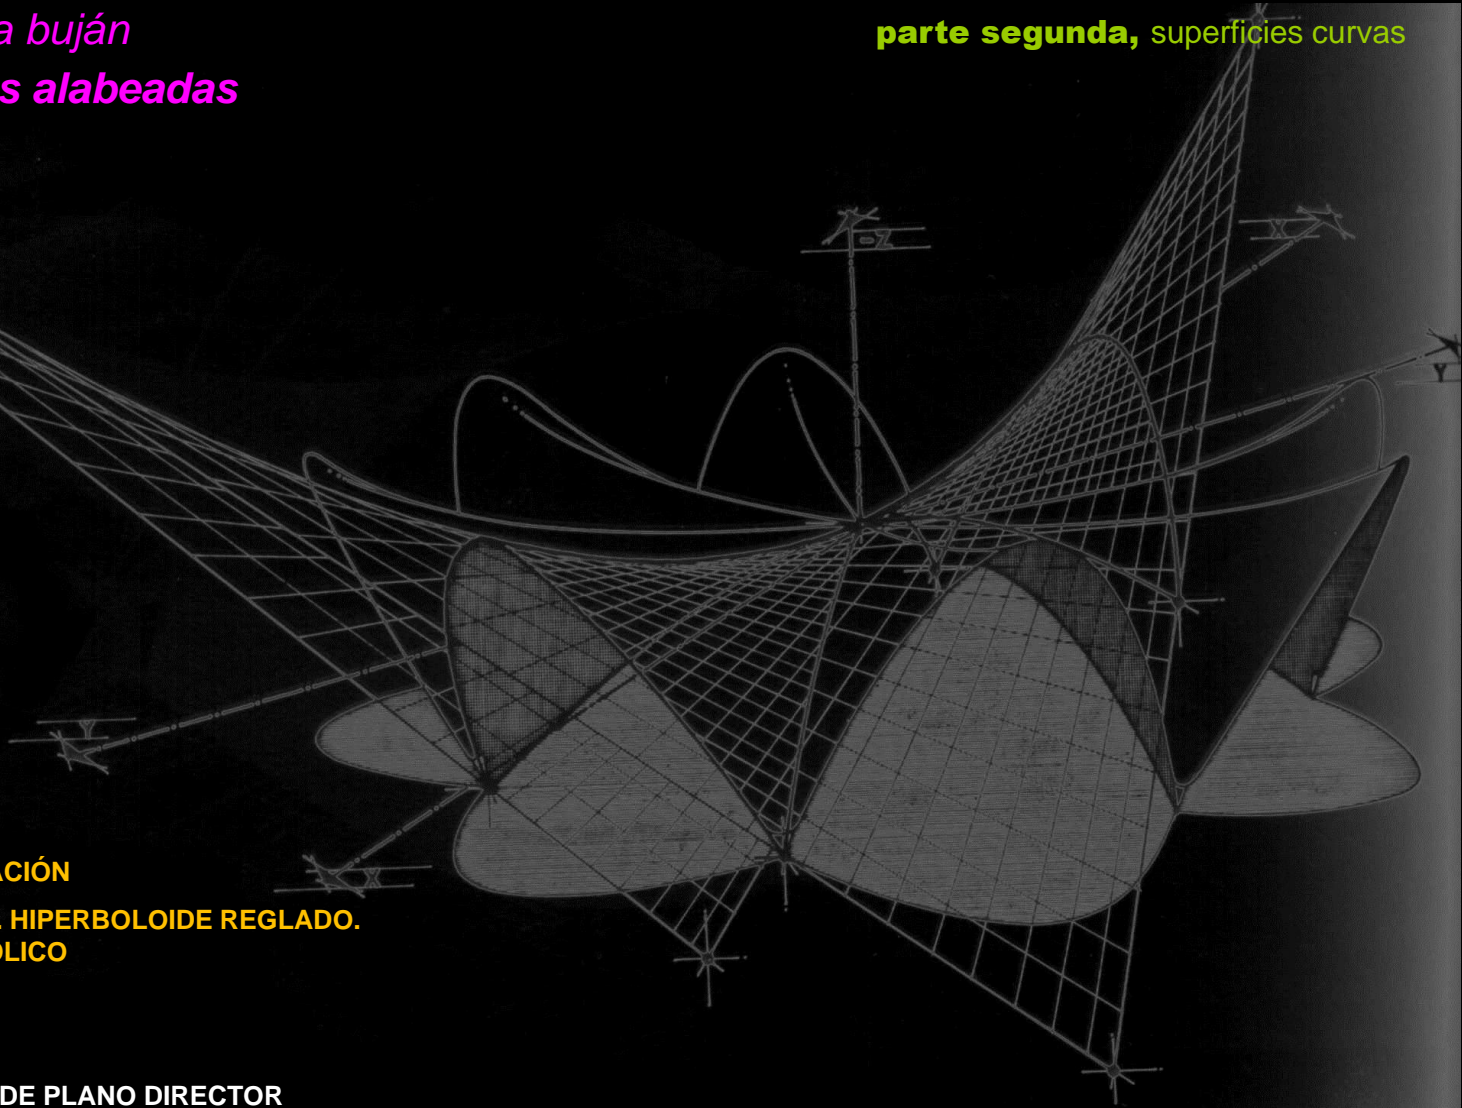 a buján
parte segunda, superficies curvas
s alabeadas
-Z
X
Y
Y
X
ACIÓN
. HIPERBOLOIDE REGLADO.
ÓLICO
DE PLANO DIRECTOR